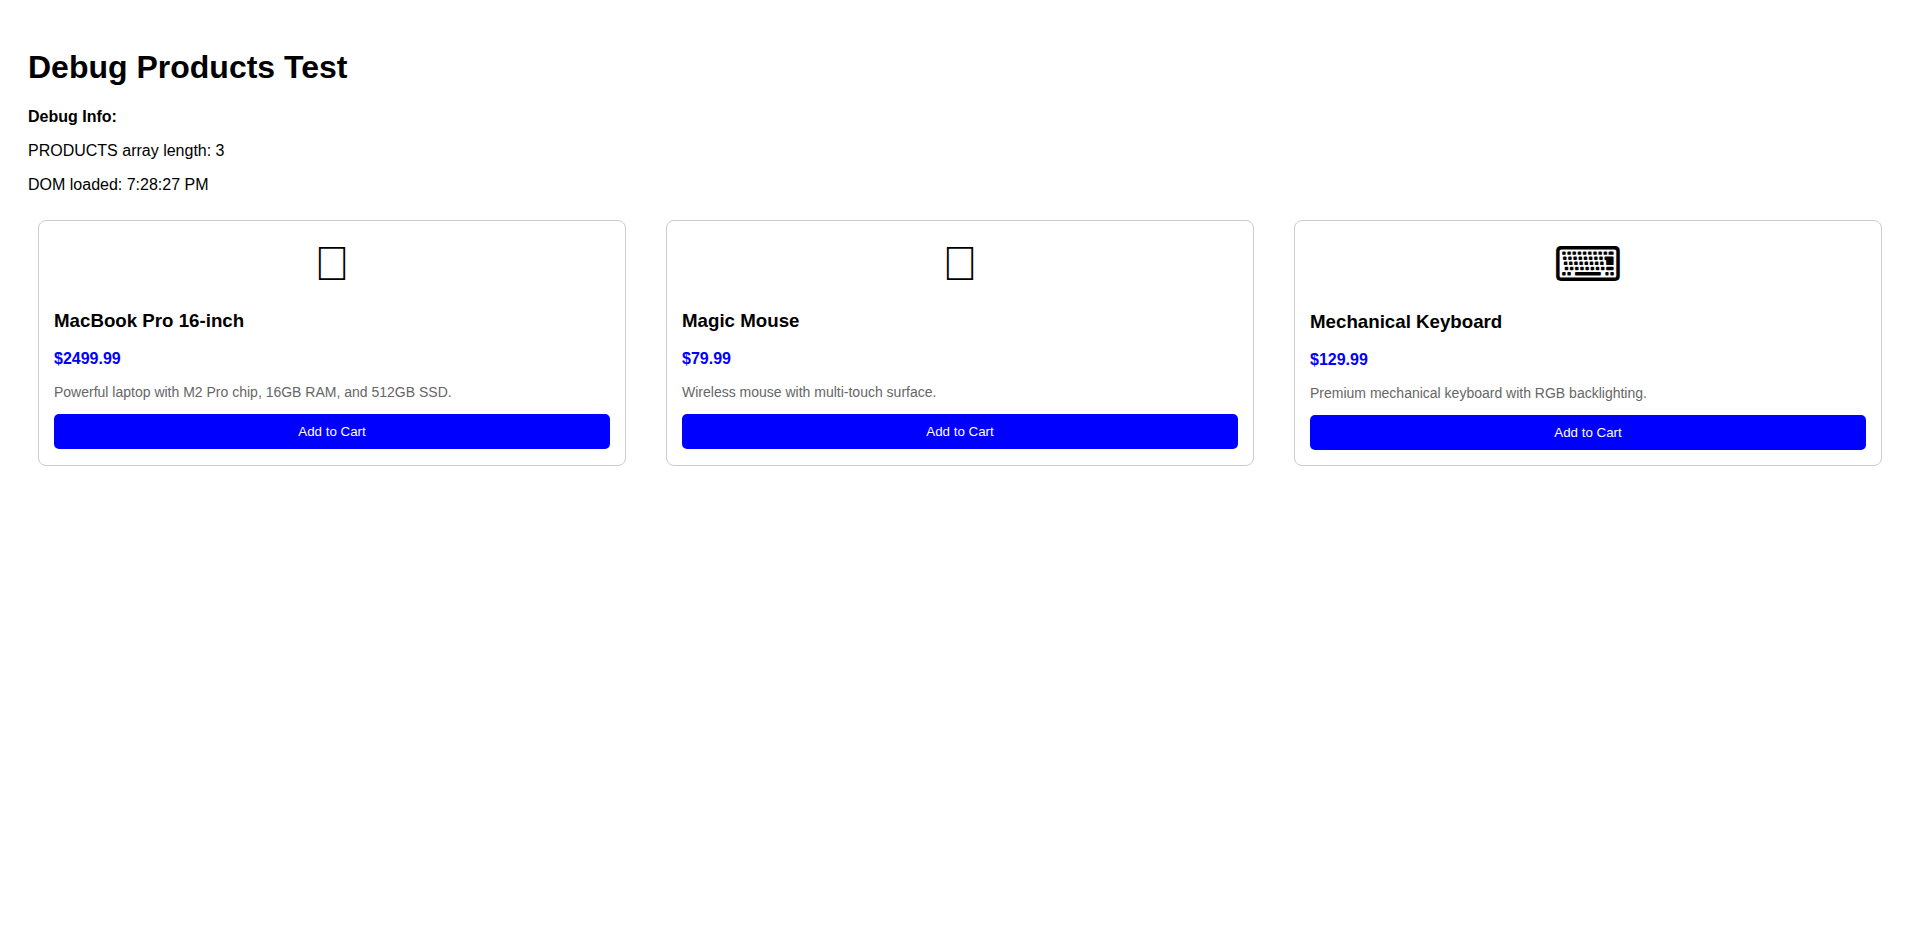 Debug Products Test
Debug Info:
PRODUCTS array length: 3
DOM loaded: 7:28:27 PM
MacBook Pro 16-inch
$2499.99
Powerful laptop with M2 Pro chip, 16GB RAM, and 512GB SSD.
Add to Cart
Magic Mouse
$79.99
Wireless mouse with multi-touch surface.
Add to Cart
Mechanical Keyboard
$129.99
Premium mechanical keyboard with RGB backlighting.
Add to Cart